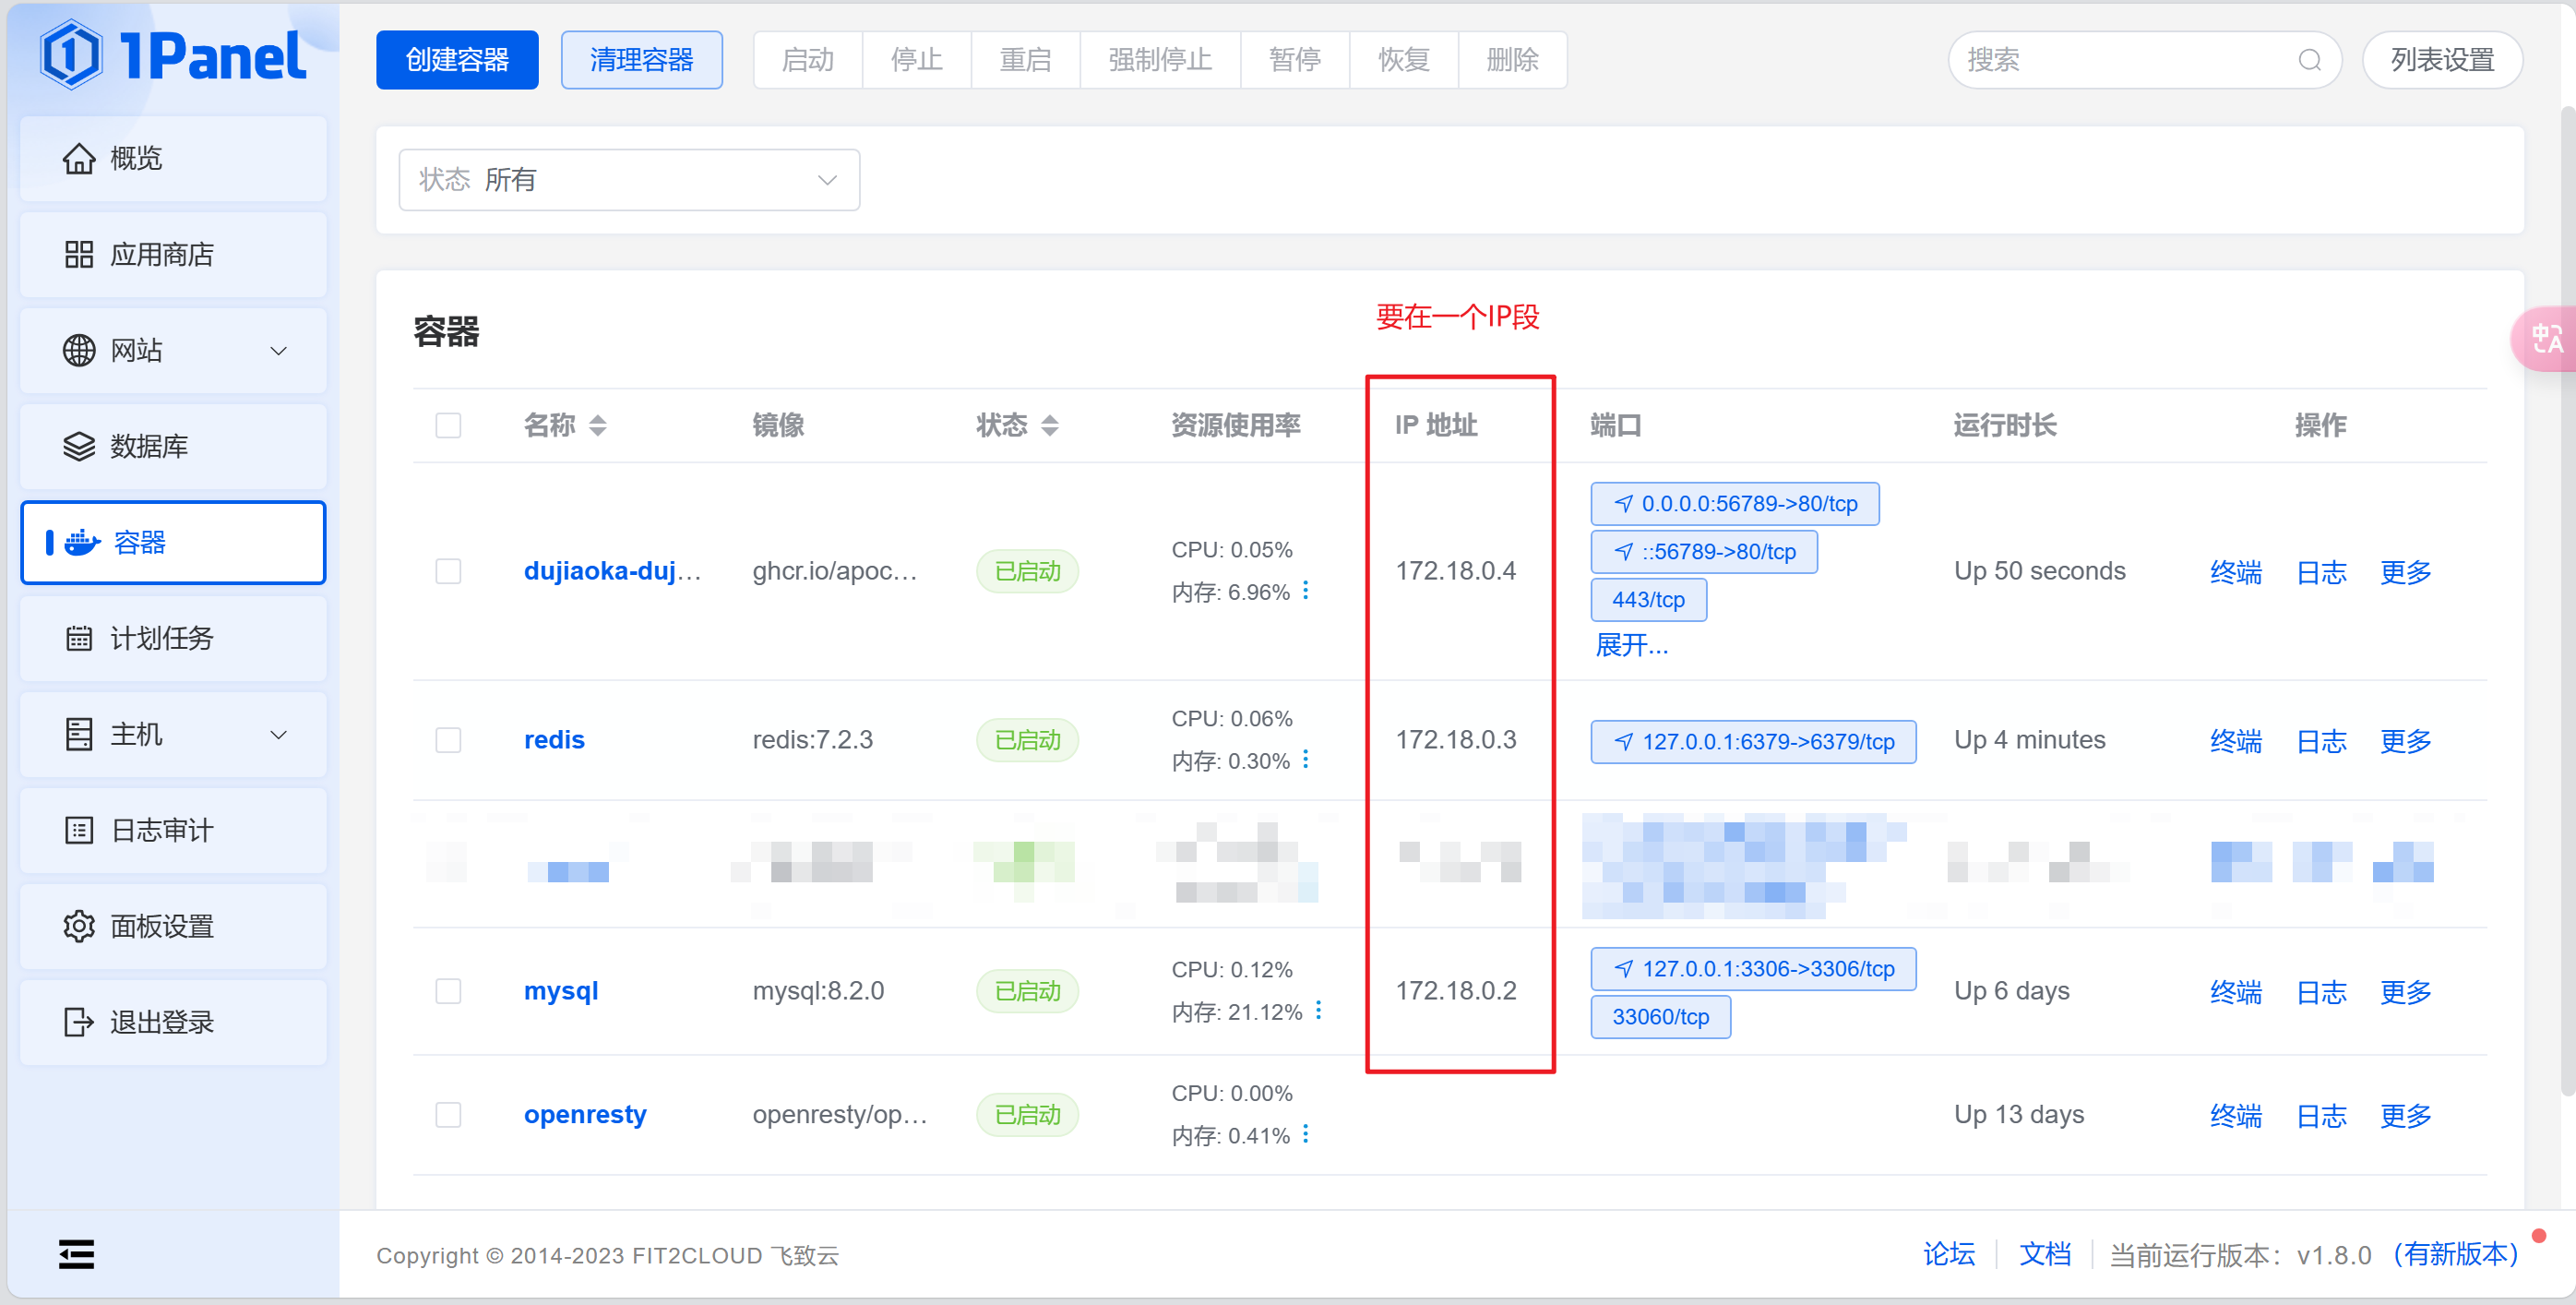 1Panel
概览
应用商店
网站
数据库
容器
计划任务
主机
日志审计
面板设置
退出登录
创建容器 清理容器 启动 停止 重启 强制停止 暂停 恢复 删除 搜索 列表设置
状态 所有
容器
要在一个IP段
名称 镜像 状态 资源使用率 IP 地址 端口 运行时长 操作
dujiaoka-duj... ghcr.io/apoc... 已启动 CPU: 0.05% 内存: 6.96% 172.18.0.4 Up 50 seconds 终端 日志 更多
0.0.0.0:56789->80/tcp
:::56789->80/tcp
443/tcp
展开...
redis redis:7.2.3 已启动 CPU: 0.06% 内存: 0.30% 172.18.0.3 127.0.0.1:6379->6379/tcp Up 4 minutes 终端 日志 更多
mysql mysql:8.2.0 已启动 CPU: 0.12% 内存: 21.12% 172.18.0.2 127.0.0.1:3306->3306/tcp Up 6 days 终端 日志 更多
33060/tcp
openresty openresty/op... 已启动 CPU: 0.00% 内存: 0.41% Up 13 days 终端 日志 更多
Copyright © 2014-2023 FIT2CLOUD 飞致云
论坛 文档 当前运行版本：v1.8.0 （有新版本）
中A